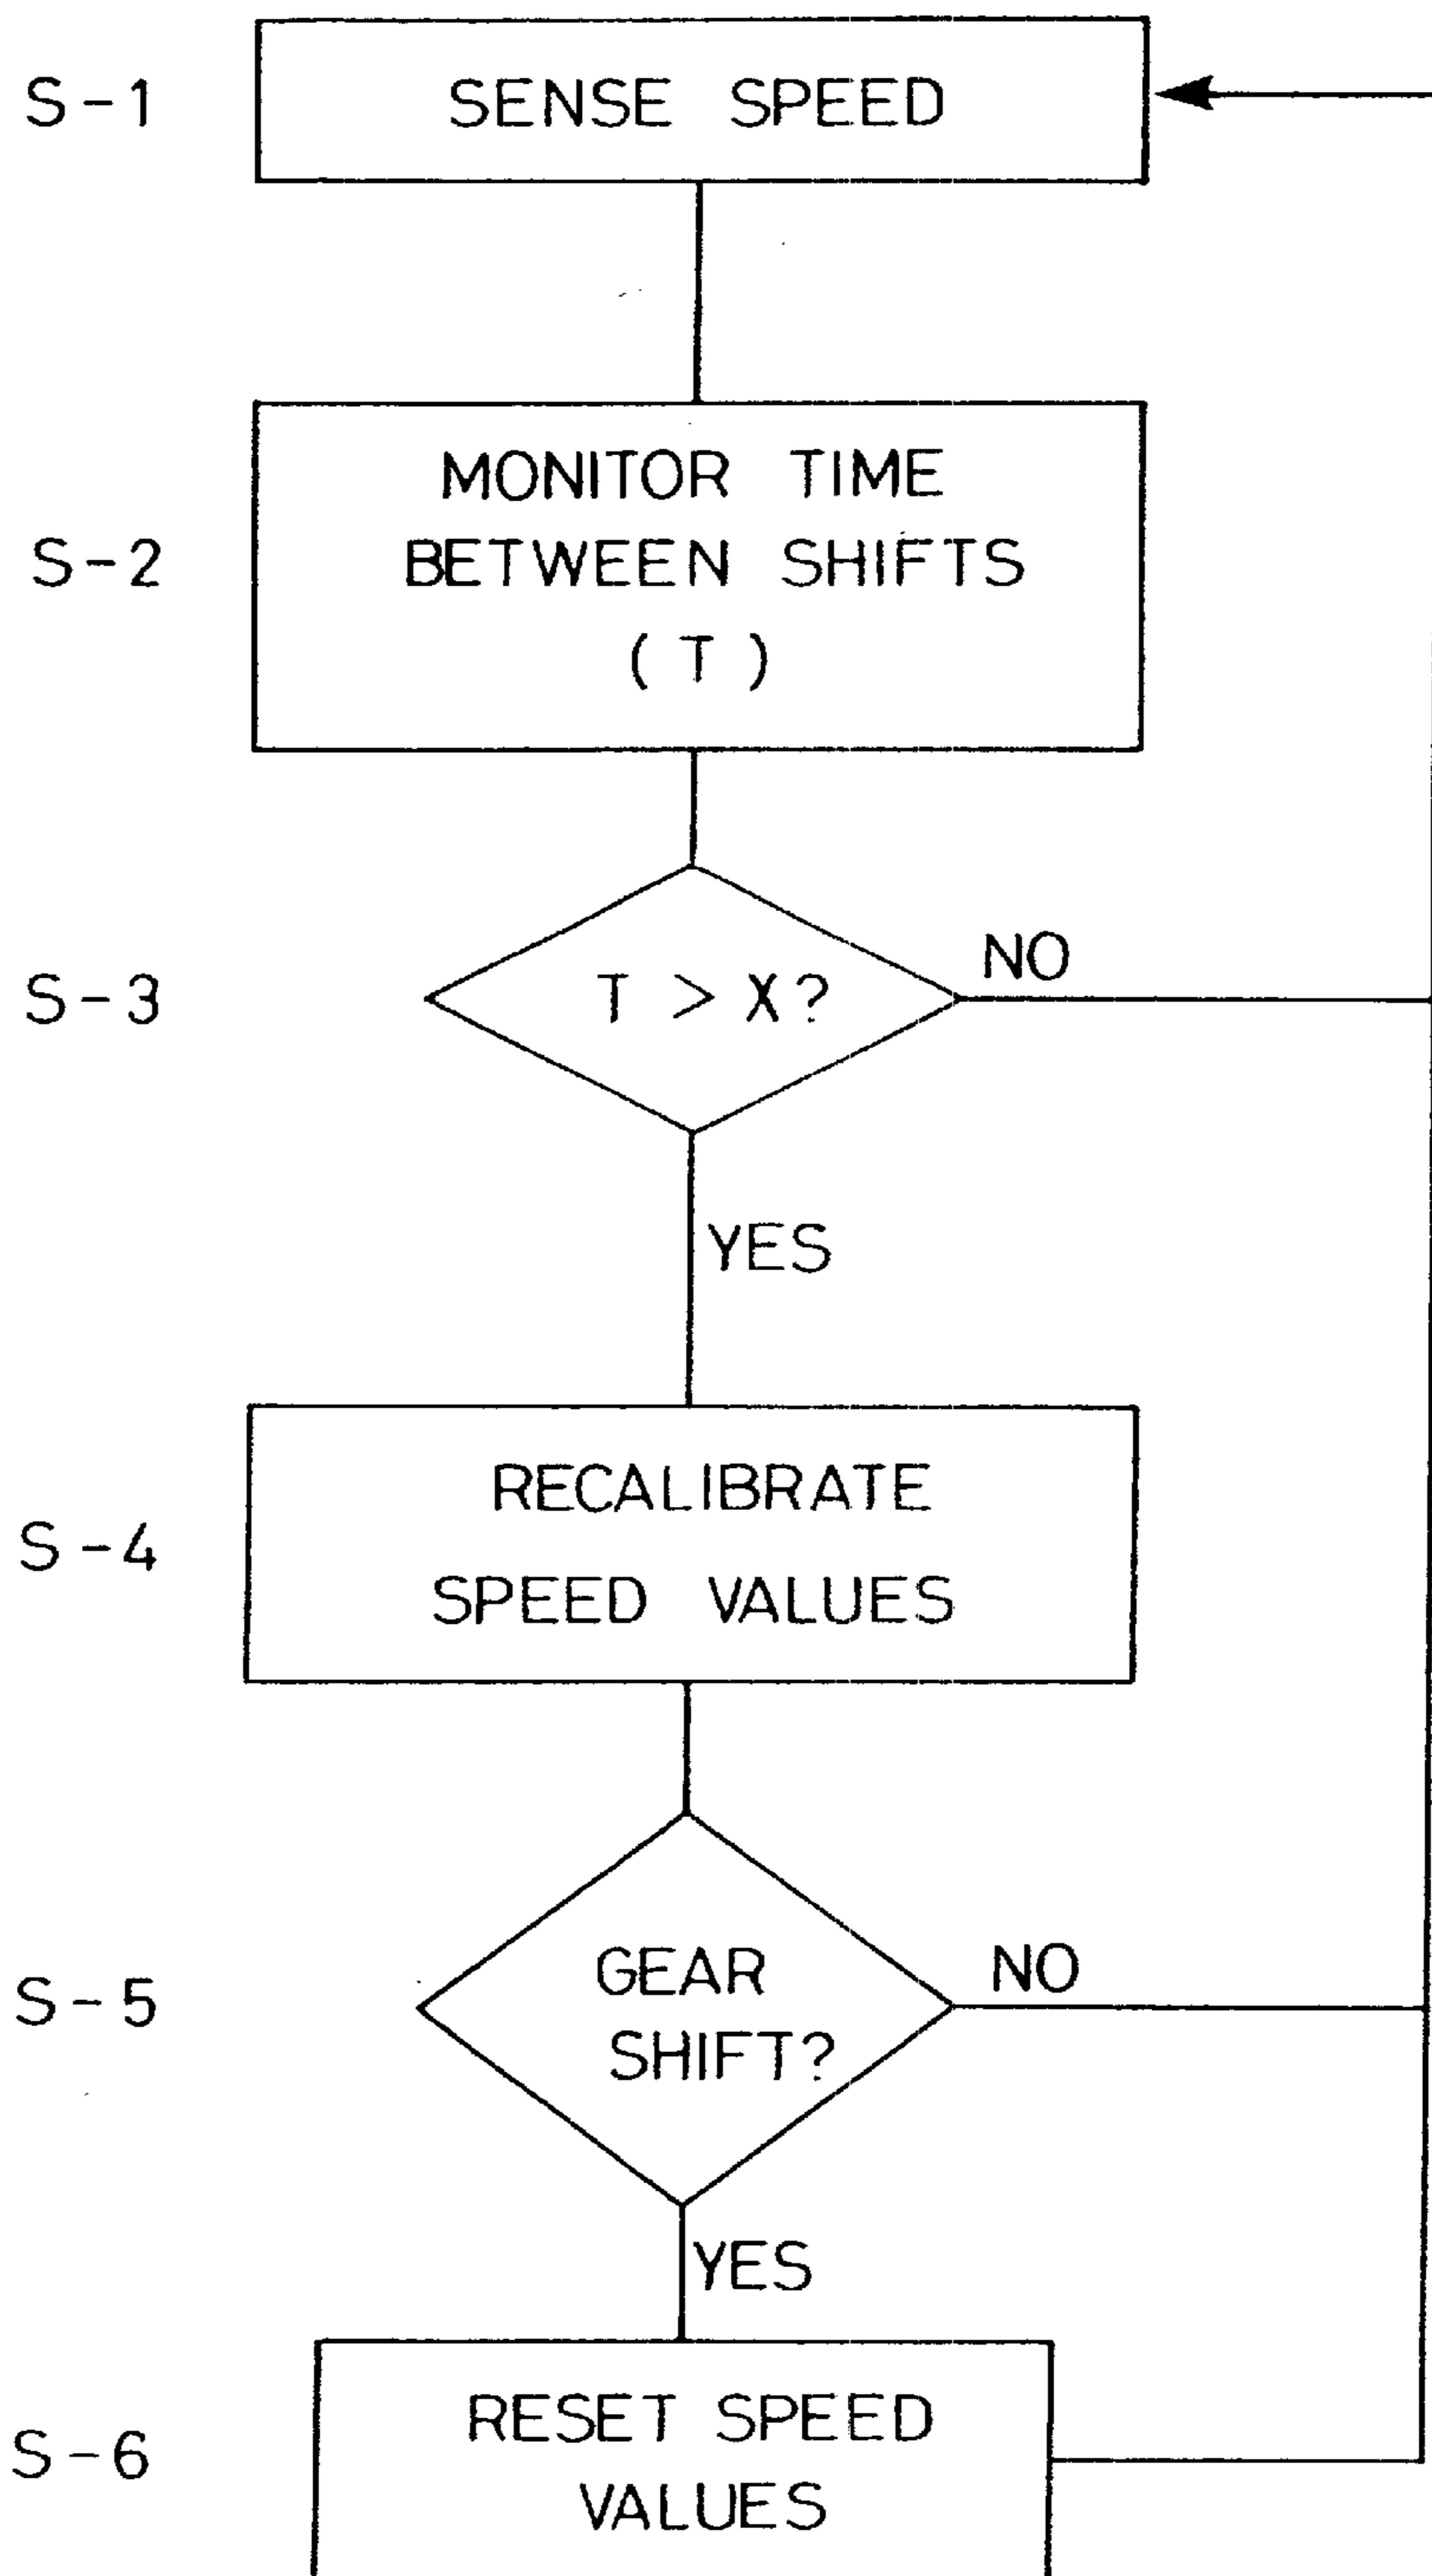 S-1
SENSE SPEED
S-2
MONITOR TIME
BETWEEN SHIFTS
(T)
S-3
T > X?
NO
YES
S-4
RECALIBRATE
SPEED VALUES
S-5
GEAR
SHIFT?
NO
YES
S-6
RESET SPEED
VALUES